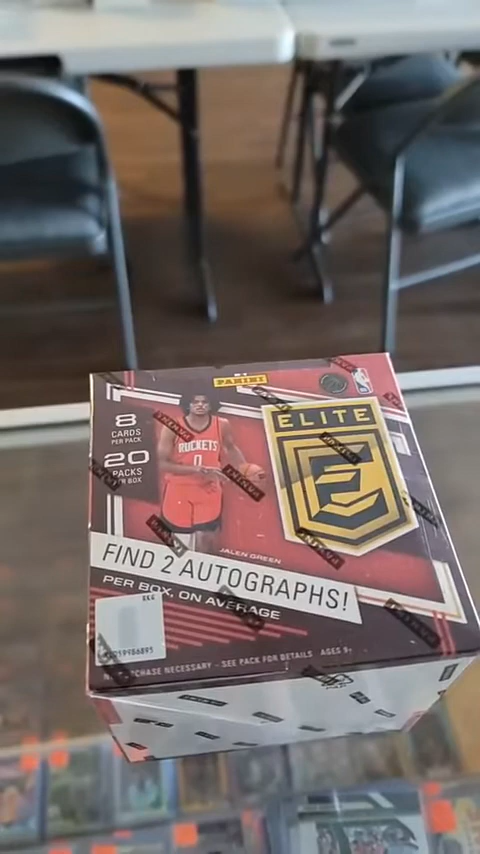 PANINI
ELITE
8
CARDS
PER PACK
20
PACKS
PER BOX
ROCKETS
0
E
JALEN GREEN
FIND 2 AUTOGRAPHS!
PER BOX, ON AVERAGE
PURCHASE NECESSARY - SEE PACK FOR DETAILS AGES 9+